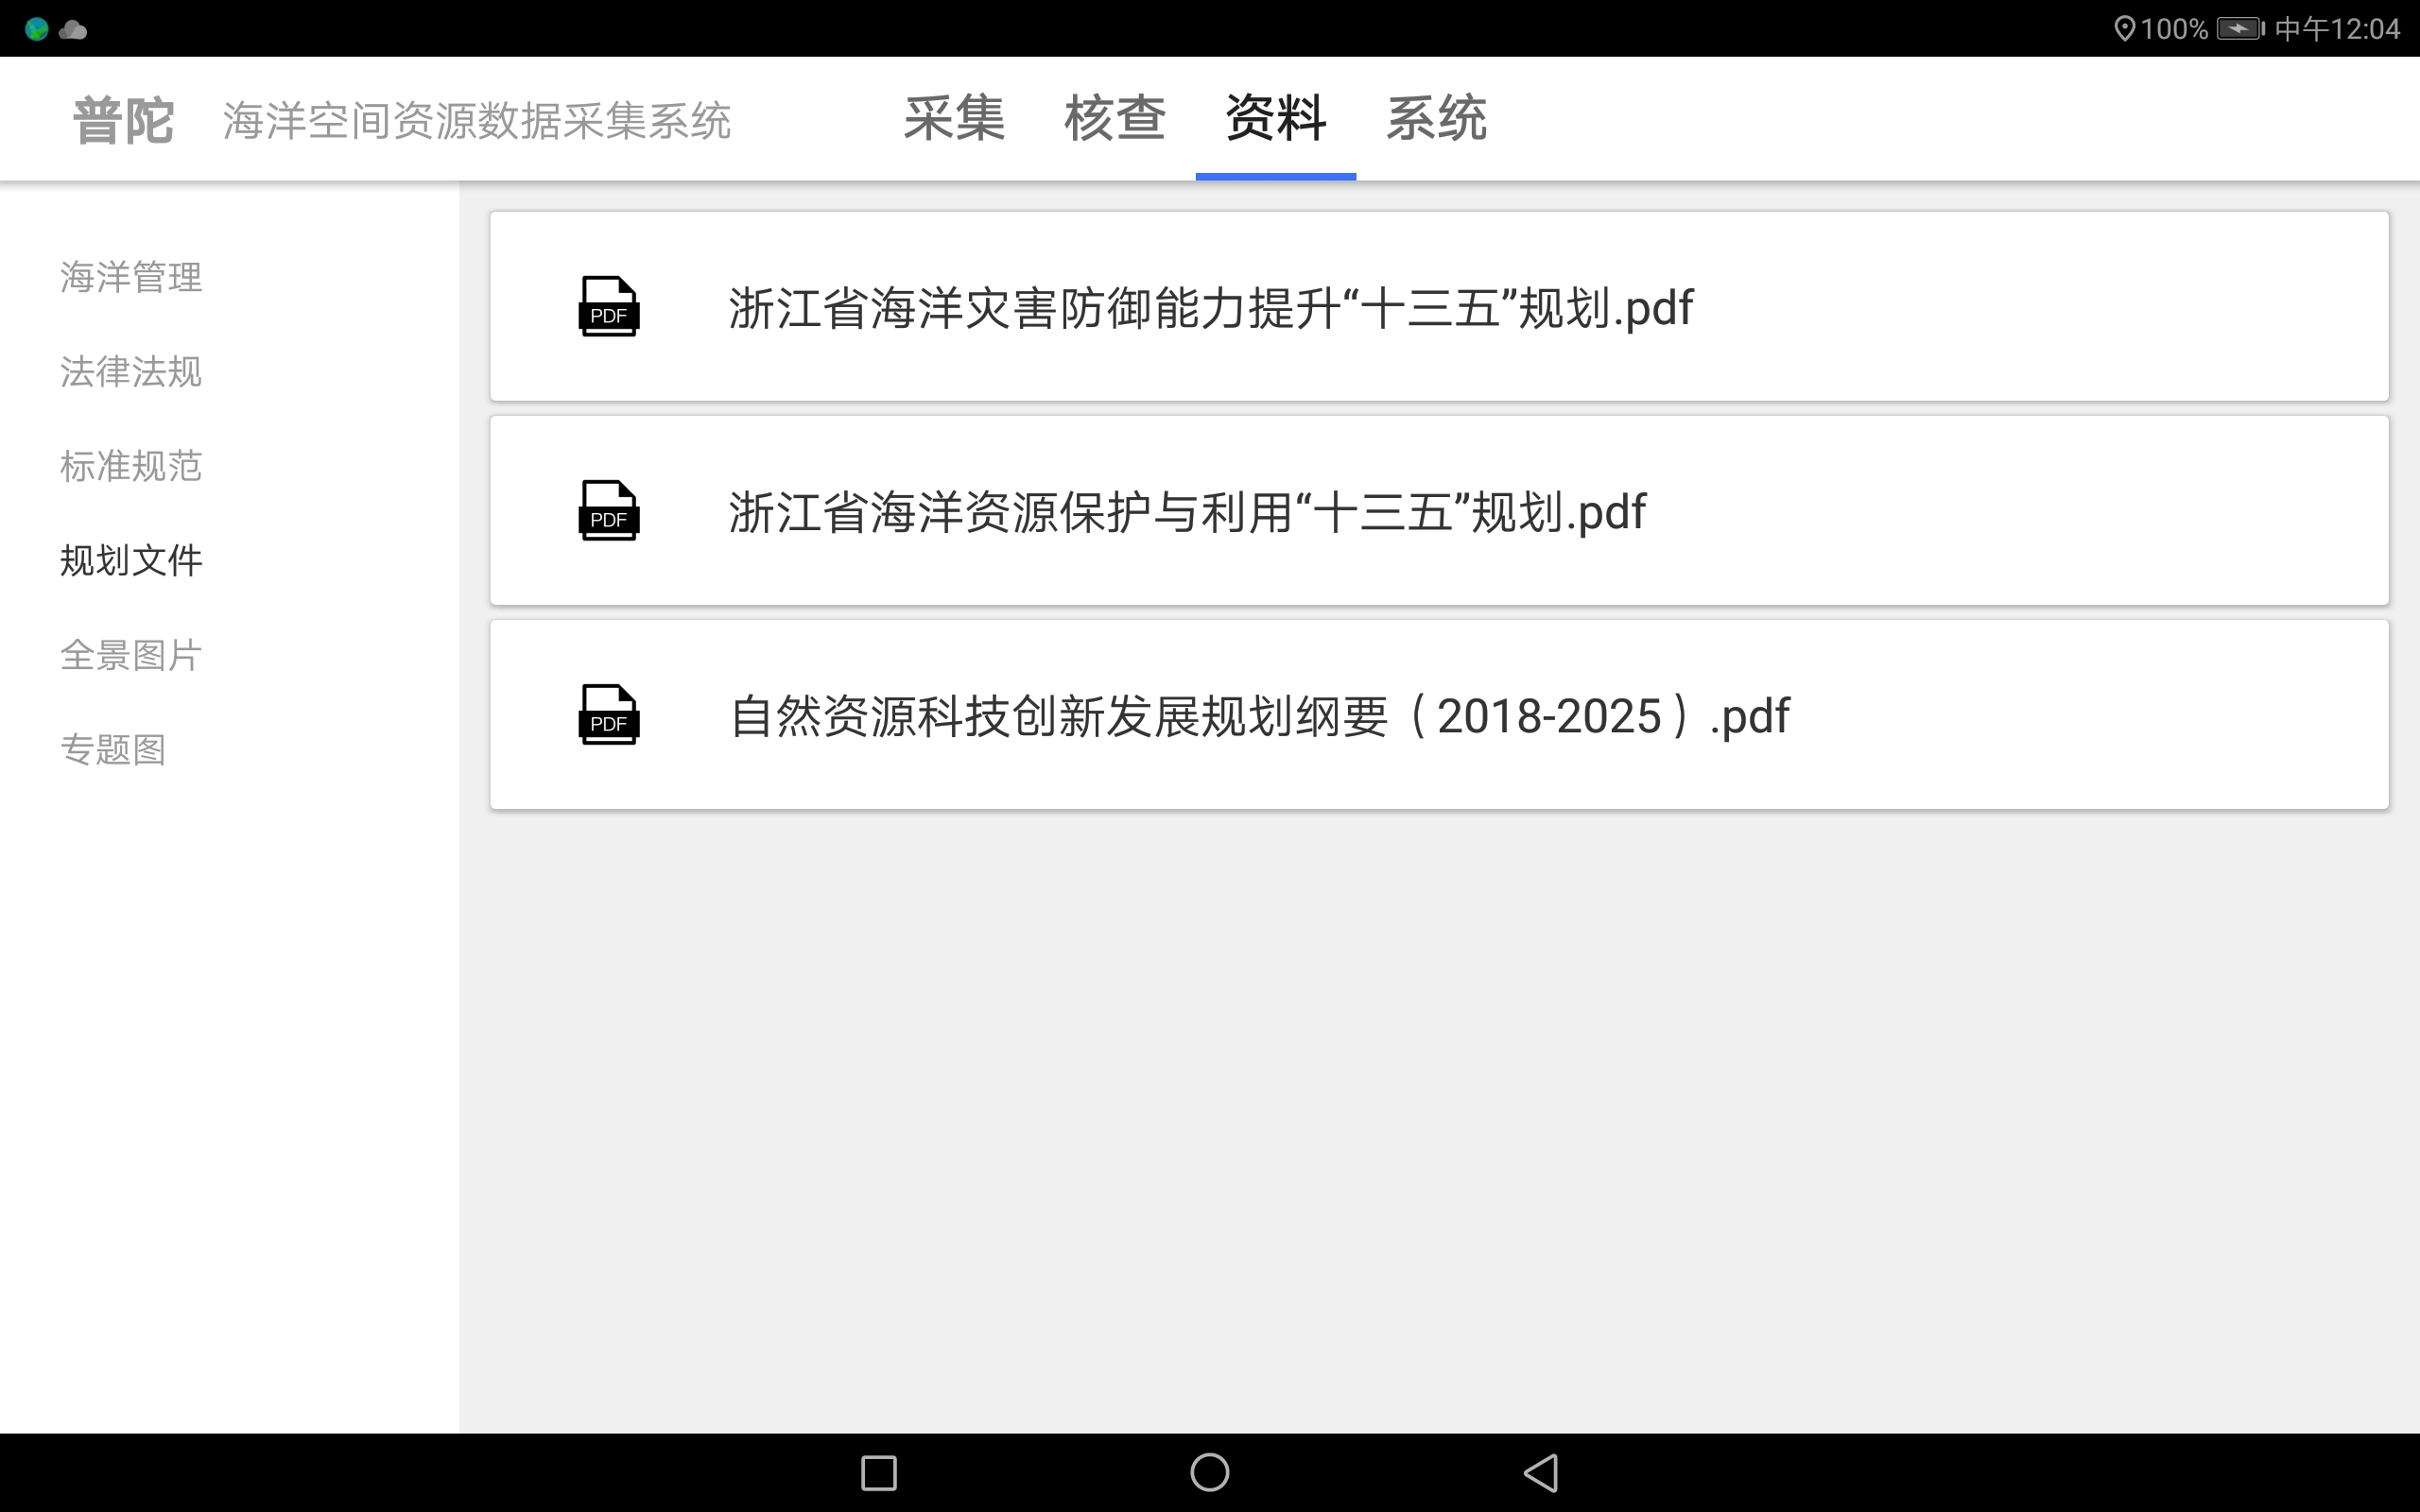 100% 中午12:04
普陀 海洋空间资源数据采集系统 采集 核查 资料 系统
海洋管理
法律法规
标准规范
规划文件
全景图片
专题图
PDF 浙江省海洋灾害防御能力提升“十三五”规划.pdf
PDF 浙江省海洋资源保护与利用“十三五”规划.pdf
PDF 自然资源科技创新发展规划纲要（2018-2025）.pdf